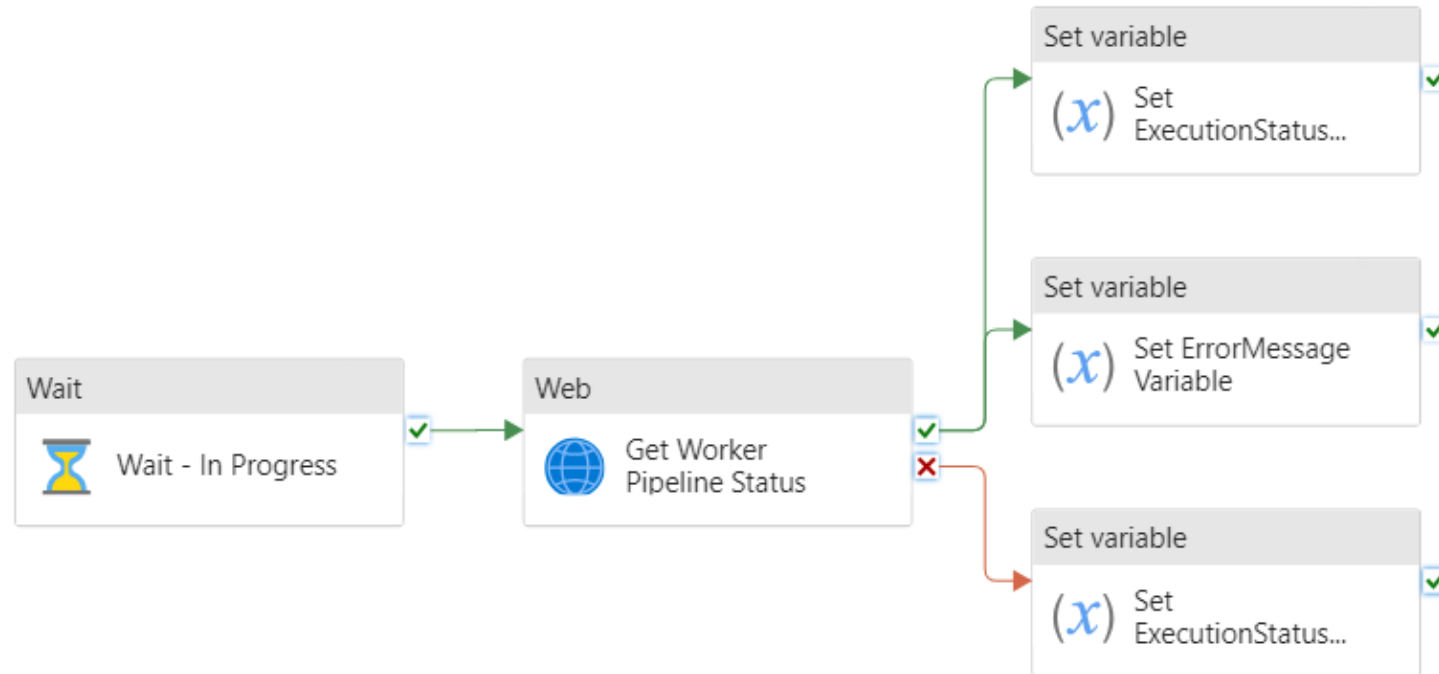 Set variable
(x)
Set
ExecutionStatus...
Set variable
(x)
Set ErrorMessage
Variable
Wait
Wait - In Progress
Web
Get Worker
Pipeline Status
Set variable
(x)
Set
ExecutionStatus...